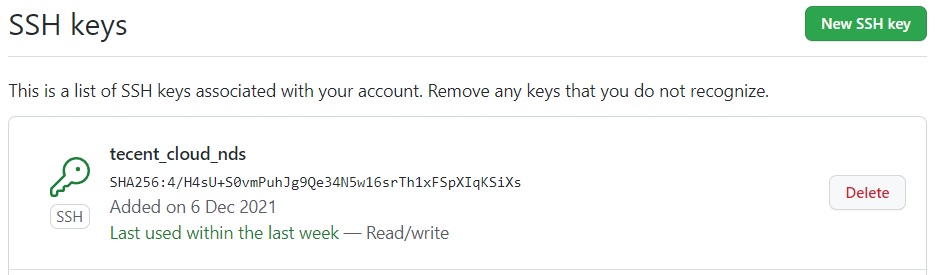 SSH keys
New SSH key
This is a list of SSH keys associated with your account. Remove any keys that you do not recognize.
tecent_cloud_nds
SHA256:4/H4sU+S0vmPuhJg9Qe34N5w16srTh1xFSpXIqKSiXs
SSH
Added on 6 Dec 2021
Last used within the last week — Read/write
Delete